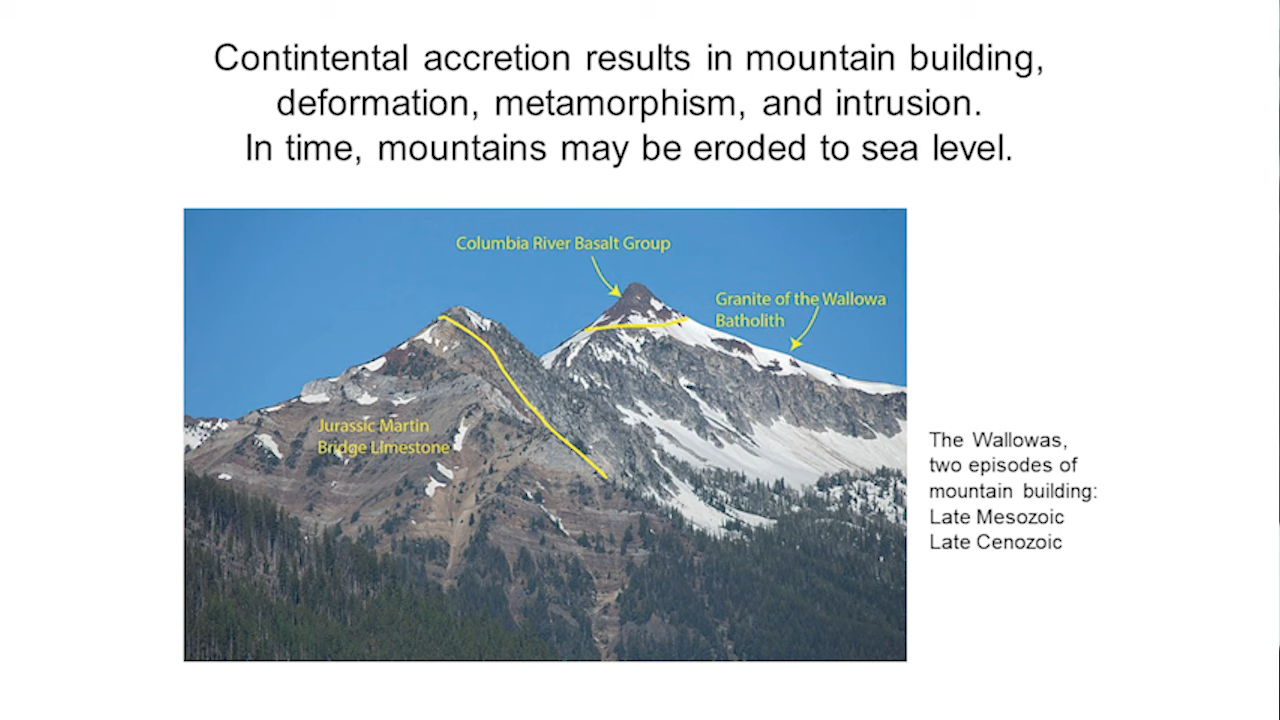 Contintental accretion results in mountain building,
deformation, metamorphism, and intrusion.
In time, mountains may be eroded to sea level.
Columbia River Basalt Group
Granite of the Wallowa
Batholith
Jurassic Martin
Bridge LImestone
The Wallowas,
two episodes of
mountain building:
Late Mesozoic
Late Cenozoic